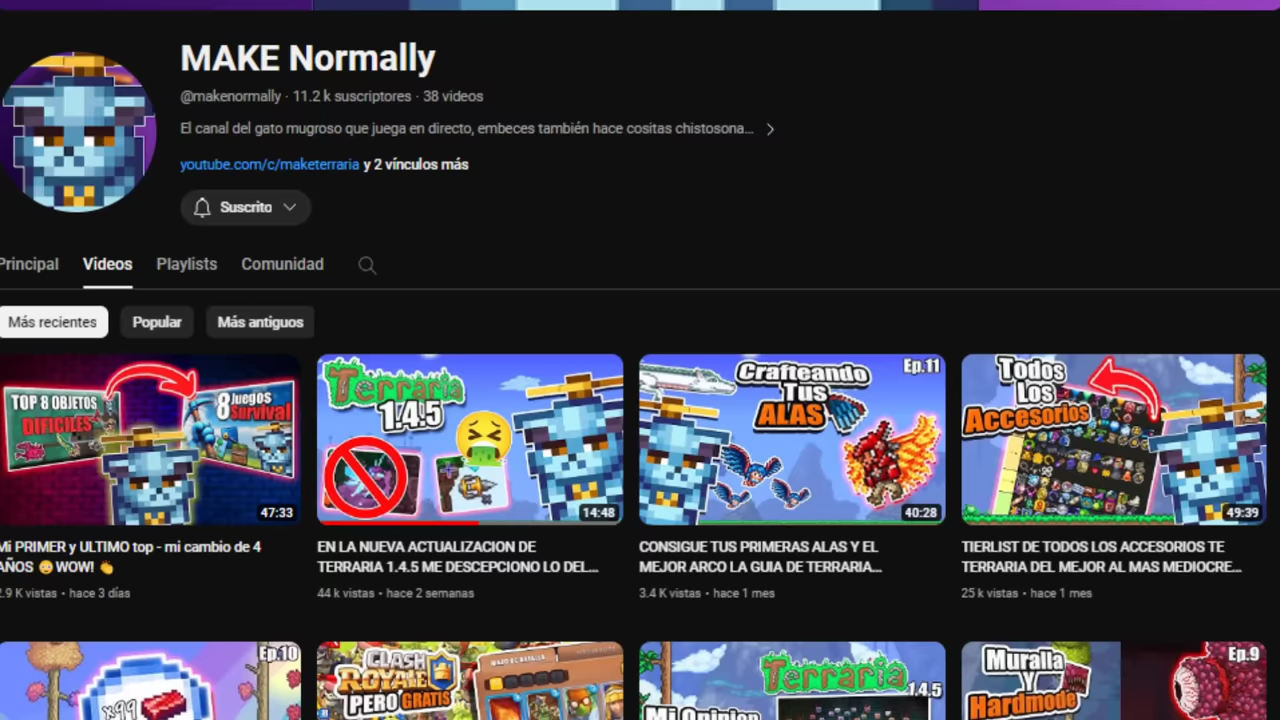 MAKE Normally
@makenormally · 11.2 k suscriptores · 38 videos
El canal del gato mugroso que juega en directo, embeces también hace cositas chistosona...
youtube.com/c/maketerraria y 2 vínculos más
Suscrito
Principal Videos Playlists Comunidad
Más recientes Popular Más antiguos
TOP 8 OBJETOS
DIFICILES
8 Juegos
Survival
47:33
Terraria
1.4.5
14:48
Crafteando
Tus
ALAS
Ep.11
40:28
Todos
Los
Accesorios
49:39
Mi PRIMER y ULTIMO top - mi cambio de 4
AÑOS 😳WOW! 👏
2.9 K vistas · hace 3 días
EN LA NUEVA ACTUALIZACION DE
TERRARIA 1.4.5 ME DESCEPCIONO LO DEL...
44 k vistas · hace 2 semanas
CONSIGUE TUS PRIMERAS ALAS Y EL
MEJOR ARCO LA GUIA DE TERRARIA...
3.4 K vistas · hace 1 mes
TIERLIST DE TODOS LOS ACCESORIOS TE
TERRARIA DEL MEJOR AL MAS MEDIOCRE...
25 k vistas · hace 1 mes
Ep.10
x99
CLASH
ROYALE
PERO GRATIS
MAZO DE BATALLA
Terraria
1.4.5
Mi Opinion
Muralla
Y
Hardmode
Ep.9